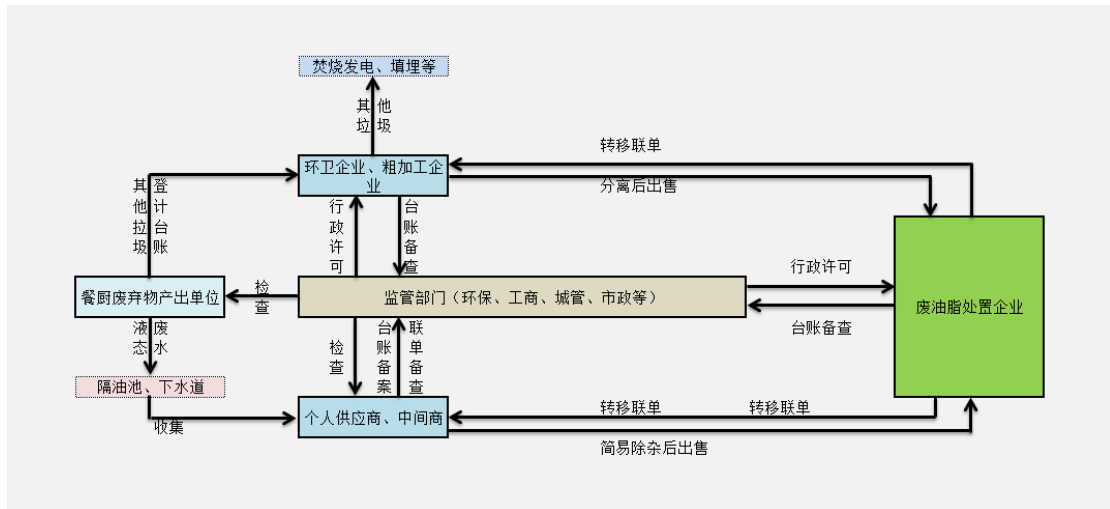 焚烧发电、填埋等
其他
垃圾
转移联单
环卫企业、粗加工企
业
分离后出售
其登
他计
垃台
圾账
行政许可
台账备查
行政许可
餐厨废弃物产出单位
检查
监管部门（环保、工商、城管、市政等）
废油脂处置企业
台账备查
液废
态水
检查
台账备案
联单备查
隔油池、下水道
收集
个人供应商、中间商
转移联单
转移联单
简易除杂后出售